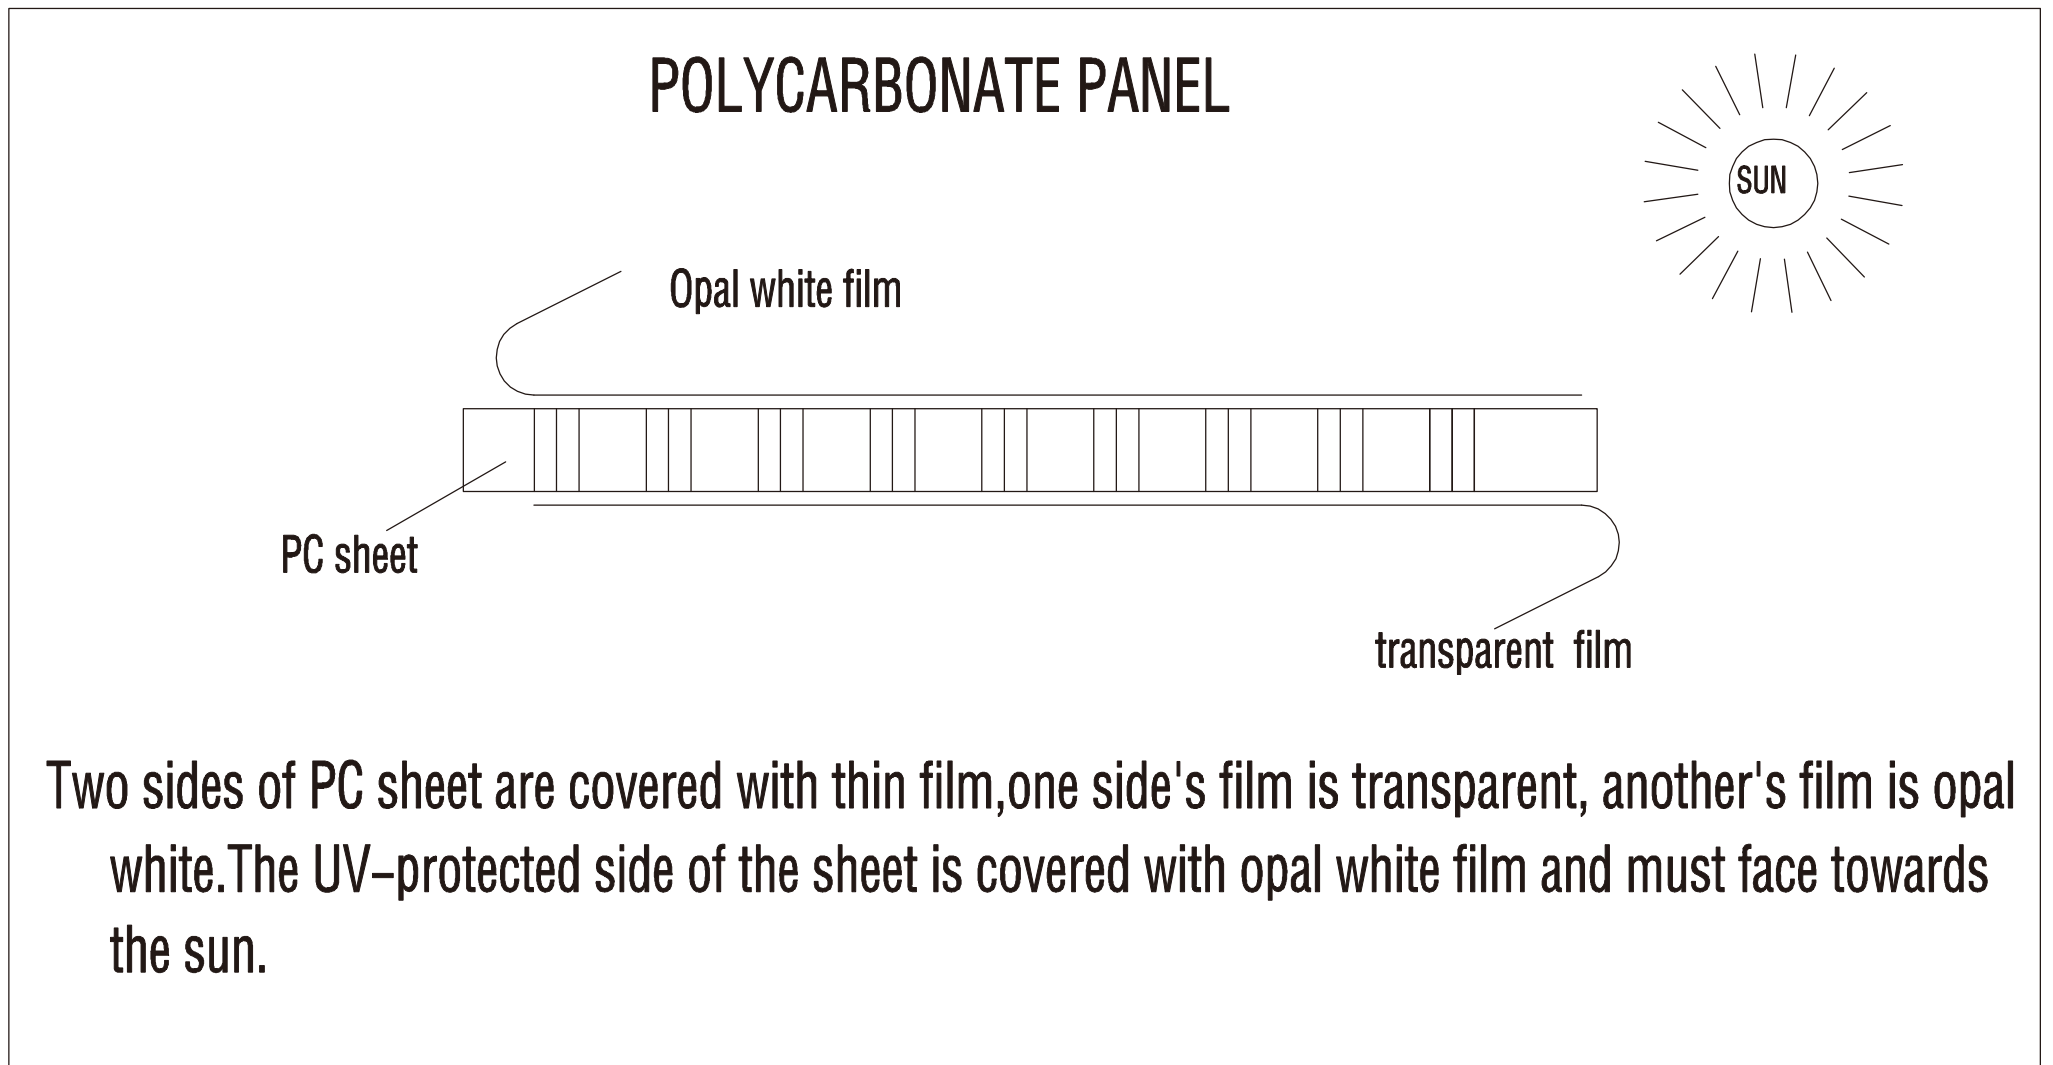 POLYCARBONATE PANEL
SUN
Opal white film
PC sheet
transparent film
Two sides of PC sheet are covered with thin film,one side's film is transparent, another's film is opal
white.The UV-protected side of the sheet is covered with opal white film and must face towards
the sun.